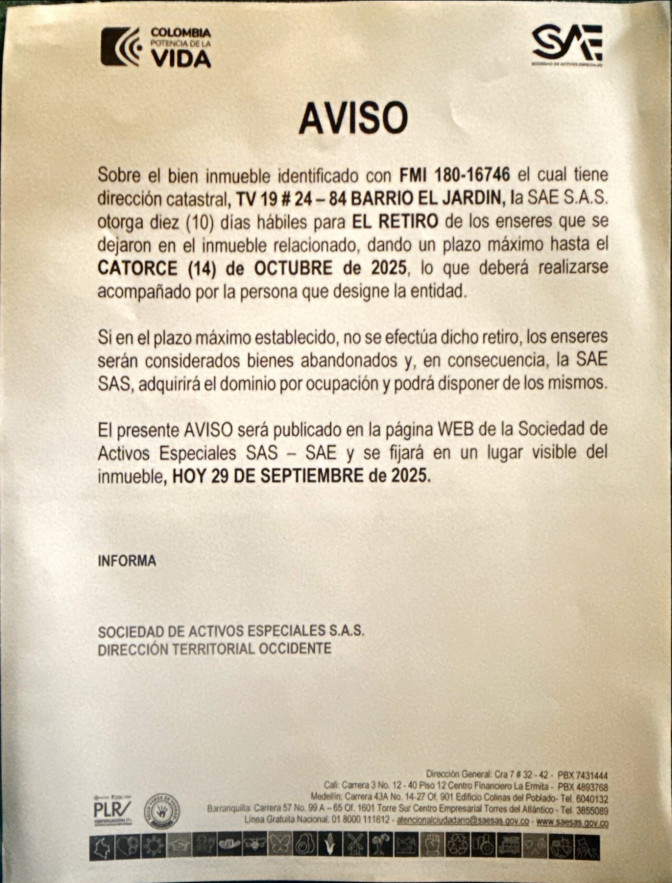 COLOMBIA
POTENCIA DE LA
VIDA
SAE
SOCIEDAD DE ACTIVOS ESPECIALES
AVISO
Sobre el bien inmueble identificado con FMI 180-16746 el cual tiene
dirección catastral, TV 19 # 24 – 84 BARRIO EL JARDIN, la SAE S.A.S.
otorga diez (10) días hábiles para EL RETIRO de los enseres que se
dejaron en el inmueble relacionado, dando un plazo máximo hasta el
CATORCE (14) de OCTUBRE de 2025, lo que deberá realizarse
acompañado por la persona que designe la entidad.
Si en el plazo máximo establecido, no se efectúa dicho retiro, los enseres
serán considerados bienes abandonados y, en consecuencia, la SAE
SAS, adquirirá el dominio por ocupación y podrá disponer de los mismos.
El presente AVISO será publicado en la página WEB de la Sociedad de
Activos Especiales SAS – SAE y se fijará en un lugar visible del
inmueble, HOY 29 DE SEPTIEMBRE de 2025.
INFORMA
SOCIEDAD DE ACTIVOS ESPECIALES S.A.S.
DIRECCIÓN TERRITORIAL OCCIDENTE
Dirección General: Cra 7 # 32 - 42 - PBX 7431444
Cali: Carrera 3 No. 12 - 40 Piso 12 Centro Financiero La Ermita - PBX 4893768
Medellín: Carrera 43A No. 14-27 Of. 901 Edificio Colinas del Poblado- Tel. 6040132
Barranquilla: Carrera 57 No. 99 A – 65 Of. 1601 Torre Sur Centro Empresarial Torres del Atlántico - Tel. 3855089
Línea Gratuita Nacional: 01 8000 111612 - atencionalciudadano@saesas.gov.co - www.saesas.gov.co
PLR/